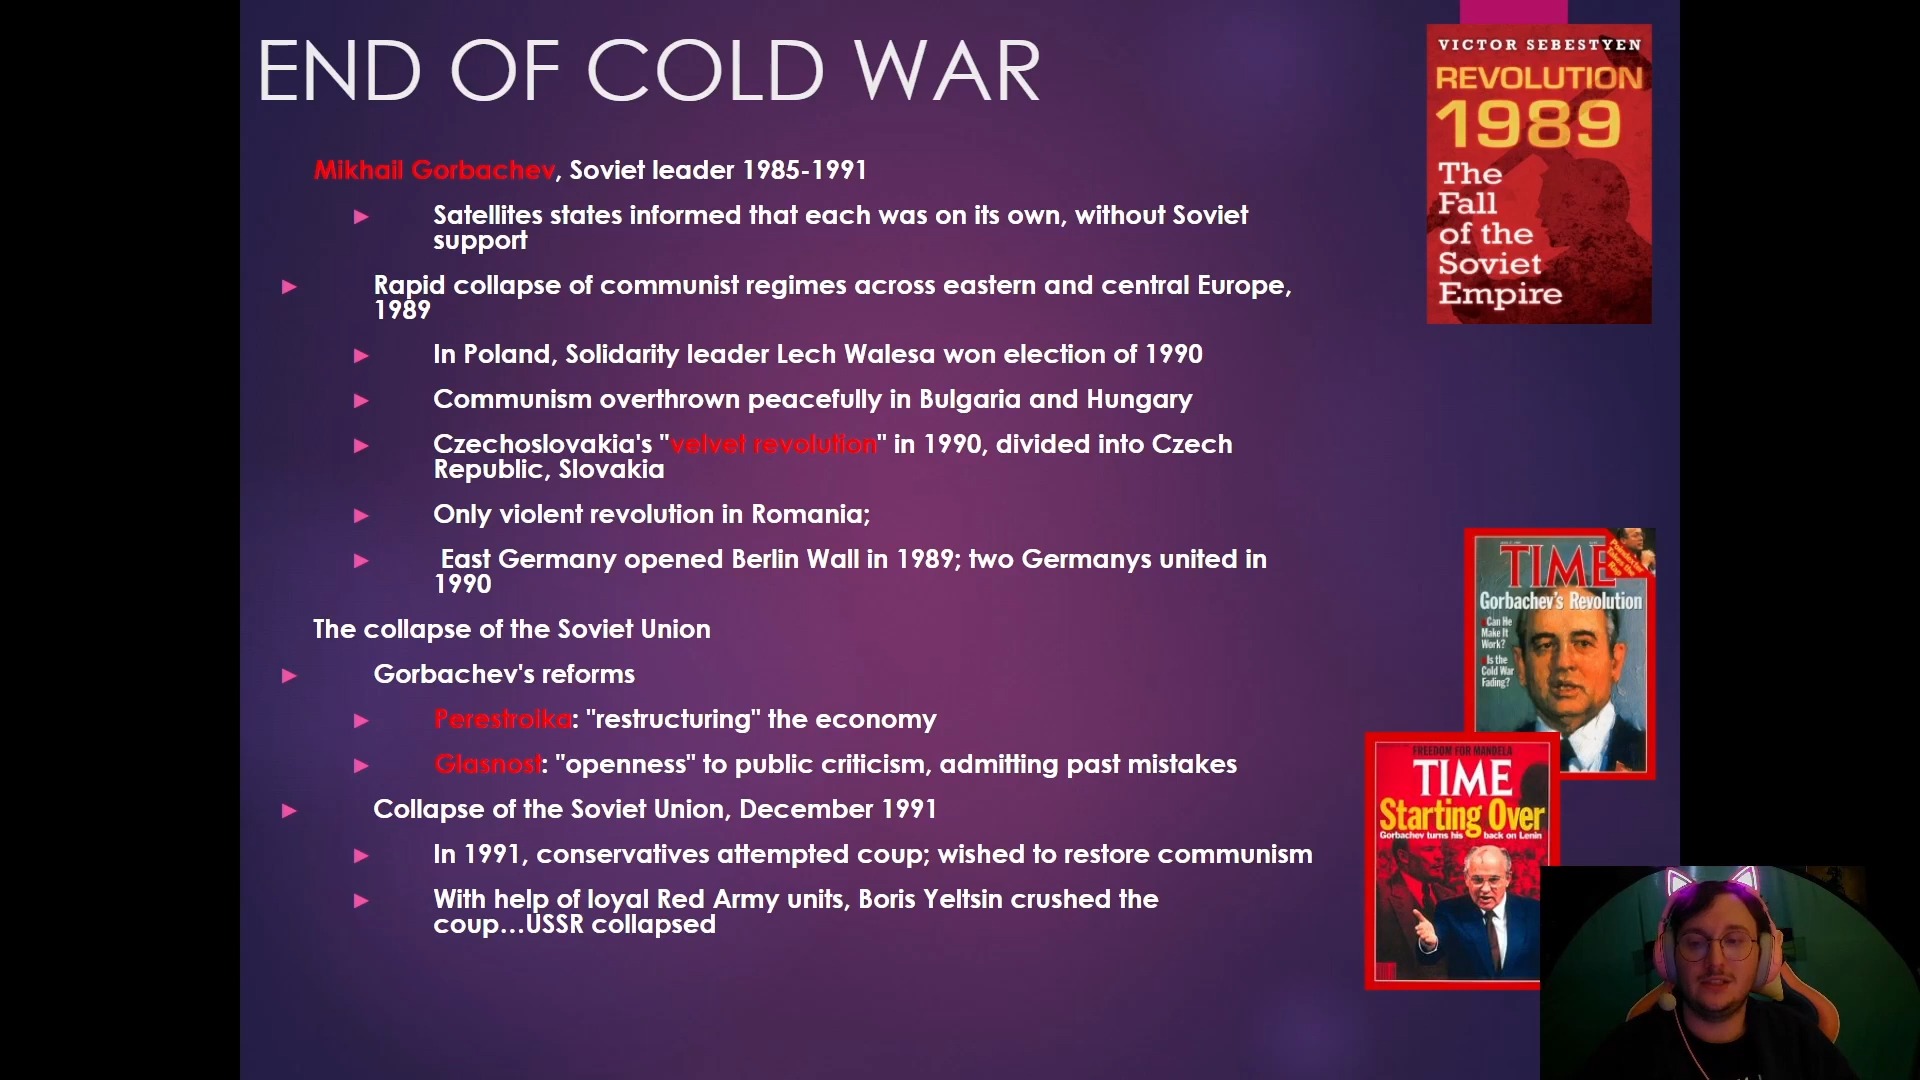 END OF COLD WAR
Mikhail Gorbachev, Soviet leader 1985-1991
Satellites states informed that each was on its own, without Soviet
support
Rapid collapse of communist regimes across eastern and central Europe,
1989
In Poland, Solidarity leader Lech Walesa won election of 1990
Communism overthrown peacefully in Bulgaria and Hungary
Czechoslovakia's "velvet revolution" in 1990, divided into Czech
Republic, Slovakia
Only violent revolution in Romania;
East Germany opened Berlin Wall in 1989; two Germanys united in
1990
The collapse of the Soviet Union
Gorbachev's reforms
Perestroika: "restructuring" the economy
Glasnost: "openness" to public criticism, admitting past mistakes
Collapse of the Soviet Union, December 1991
In 1991, conservatives attempted coup; wished to restore communism
With help of loyal Red Army units, Boris Yeltsin crushed the
coup...USSR collapsed
VICTOR SEBESTYEN
REVOLUTION
1989
The
Fall
of the
Soviet
Empire
TIME
Gorbachev's Revolution
Can He
Make It
Work?
Is the
Cold War
Fading?
FREEDOM FOR MANDELA
TIME
Starting Over
Gorbachev turns his back on Lenin